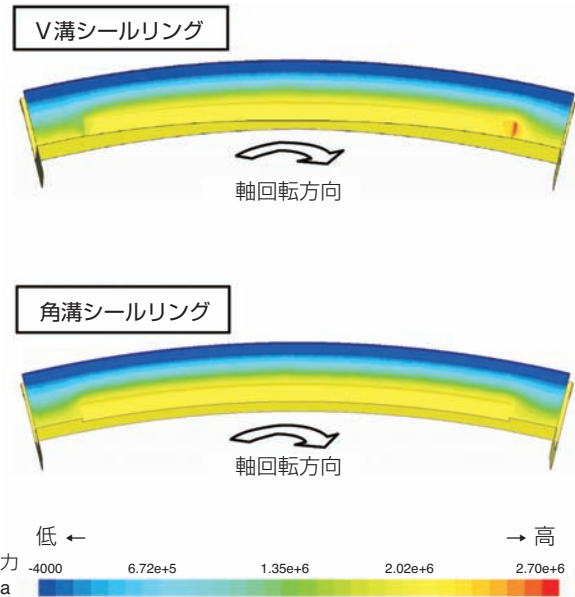 V溝シールリング
軸回転方向
角溝シールリング
軸回転方向
低 ← → 高
力 -4000 6.72e+5 1.35e+6 2.02e+6 2.70e+6
a